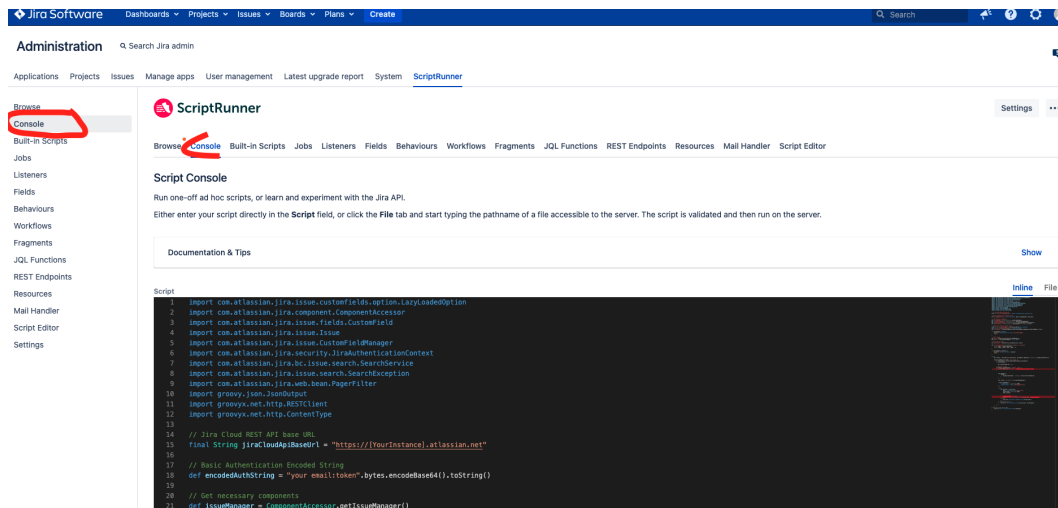 Jira Software Dashboards Projects Issues Boards Plans Create Search
Administration Search Jira admin
Applications Projects Issues Manage apps User management Latest upgrade report System ScriptRunner
Browse
Console
Built-in Scripts
Jobs
Listeners
Fields
Behaviours
Workflows
Fragments
JQL Functions
REST Endpoints
Resources
Mail Handler
Script Editor
Settings
ScriptRunner Settings
Browse Console Built-in Scripts Jobs Listeners Fields Behaviours Workflows Fragments JQL Functions REST Endpoints Resources Mail Handler Script Editor
Script Console
Run one-off ad hoc scripts, or learn and experiment with the Jira API.
Either enter your script directly in the Script field, or click the File tab and start typing the pathname of a file accessible to the server. The script is validated and then run on the server.
Documentation & Tips Show
Script Inline File
1 import com.atlassian.jira.issue.customfields.option.LazyLoadedOption
2 import com.atlassian.jira.component.ComponentAccessor
3 import com.atlassian.jira.issue.fields.CustomField
4 import com.atlassian.jira.issue.Issue
5 import com.atlassian.jira.issue.CustomFieldManager
6 import com.atlassian.jira.security.JiraAuthenticationContext
7 import com.atlassian.jira.bc.issue.search.SearchService
8 import com.atlassian.jira.issue.search.SearchException
9 import com.atlassian.jira.web.bean.PagerFilter
10 import groovy.json.JsonOutput
11 import groovyx.net.http.RESTClient
12 import groovyx.net.http.ContentType
13
14 // Jira Cloud REST API base URL
15 final String jiraCloudApiBaseUrl = "https://[YourInstance].atlassian.net"
16
17 // Basic Authentication Encoded String
18 def encodedAuthString = "your email:token".bytes.encodeBase64().toString()
19
20 // Get necessary components
21 def issueManager = ComponentAccessor.getIssueManager()